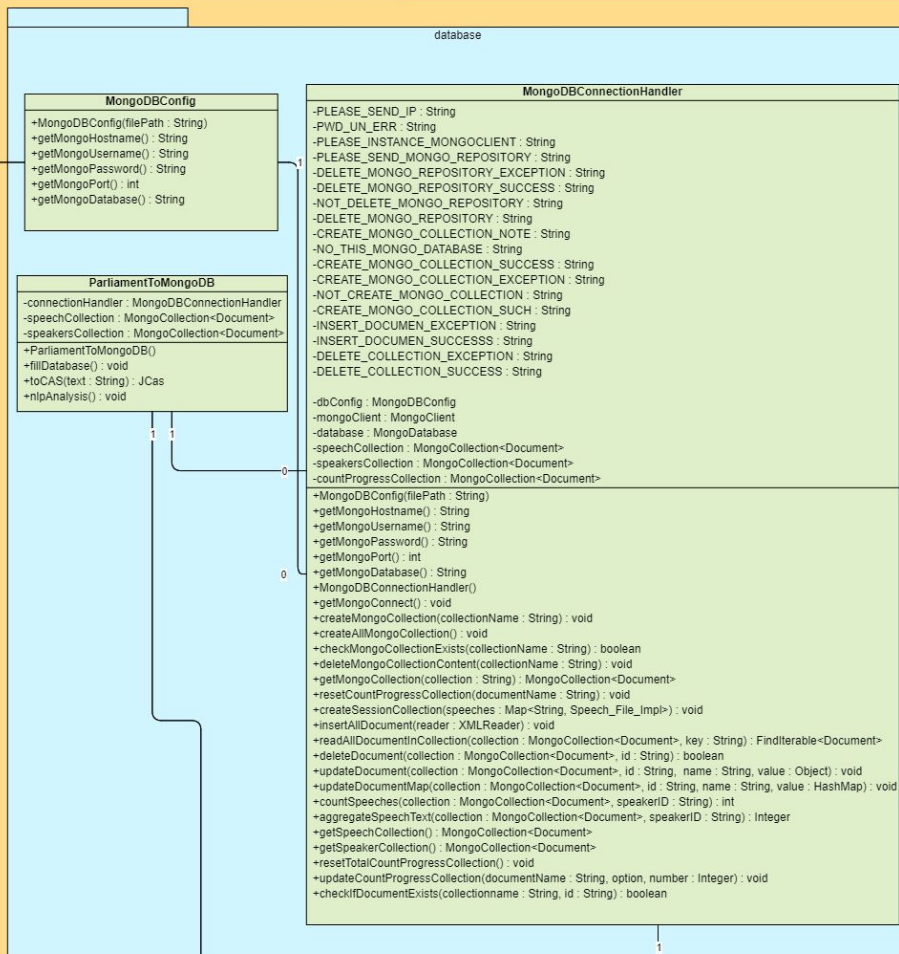 database
MongoDBConfig
+MongoDBConfig(filePath : String)
+getMongoHostname() : String
+getMongoUsername() : String
+getMongoPassword() : String
+getMongoPort() : int
+getMongoDatabase() : String
1
ParliamentToMongoDB
-connectionHandler : MongoDBConnectionHandler
-speechCollection : MongoCollection<Document>
-speakersCollection : MongoCollection<Document>
+ParliamentToMongoDB()
+fillDatabase() : void
+toCAS(text : String) : JCas
+nlpAnalysis() : void
1
1
0
0
MongoDBConnectionHandler
-PLEASE_SEND_IP : String
-PWD_UN_ERR : String
-PLEASE_INSTANCE_MONGOCLIENT : String
-PLEASE_SEND_MONGO_REPOSITORY : String
-DELETE_MONGO_REPOSITORY_EXCEPTION : String
-DELETE_MONGO_REPOSITORY_SUCCESS : String
-NOT_DELETE_MONGO_REPOSITORY : String
-DELETE_MONGO_REPOSITORY : String
-CREATE_MONGO_COLLECTION_NOTE : String
-NO_THIS_MONGO_DATABASE : String
-CREATE_MONGO_COLLECTION_SUCCESS : String
-CREATE_MONGO_COLLECTION_EXCEPTION : String
-NOT_CREATE_MONGO_COLLECTION : String
-CREATE_MONGO_COLLECTION_SUCH : String
-INSERT_DOCUMEN_EXCEPTION : String
-INSERT_DOCUMEN_SUCCESSS : String
-DELETE_COLLECTION_EXCEPTION : String
-DELETE_COLLECTION_SUCCESS : String
-dbConfig : MongoDBConfig
-mongoClient : MongoClient
-database : MongoDatabase
-speechCollection : MongoCollection<Document>
-speakersCollection : MongoCollection<Document>
-countProgressCollection : MongoCollection<Document>
+MongoDBConfig(filePath : String)
+getMongoHostname() : String
+getMongoUsername() : String
+getMongoPassword() : String
+getMongoPort() : int
+getMongoDatabase() : String
+MongoDBConnectionHandler()
+getMongoConnect() : void
+createMongoCollection(collectionName : String) : void
+createAllMongoCollection() : void
+checkMongoCollectionExists(collectionName : String) : boolean
+deleteMongoCollectionContent(collectionName : String) : void
+getMongoCollection(collection : String) : MongoCollection<Document>
+resetCountProgressCollection(documentName : String) : void
+createSessionCollection(speeches : Map<String, Speech_File_Impl>) : void
+insertAllDocument(reader : XMLReader) : void
+readAllDocumentInCollection(collection : MongoCollection<Document>, key : String) : FindIterable<Document>
+deleteDocument(collection : MongoCollection<Document>, id : String) : boolean
+updateDocument(collection : MongoCollection<Document>, id : String, name : String, value : Object) : void
+updateDocumentMap(collection : MongoCollection<Document>, id : String, name : String, value : HashMap) : void
+countSpeeches(collection : MongoCollection<Document>, speakerID : String) : int
+aggregateSpeechText(collection : MongoCollection<Document>, speakerID : String) : Integer
+getSpeechCollection() : MongoCollection<Document>
+getSpeakerCollection() : MongoCollection<Document>
+resetTotalCountProgressCollection() : void
+updateCountProgressCollection(documentName : String, option, number : Integer) : void
+checkIfDocumentExists(collectionname : String, id : String) : boolean
1